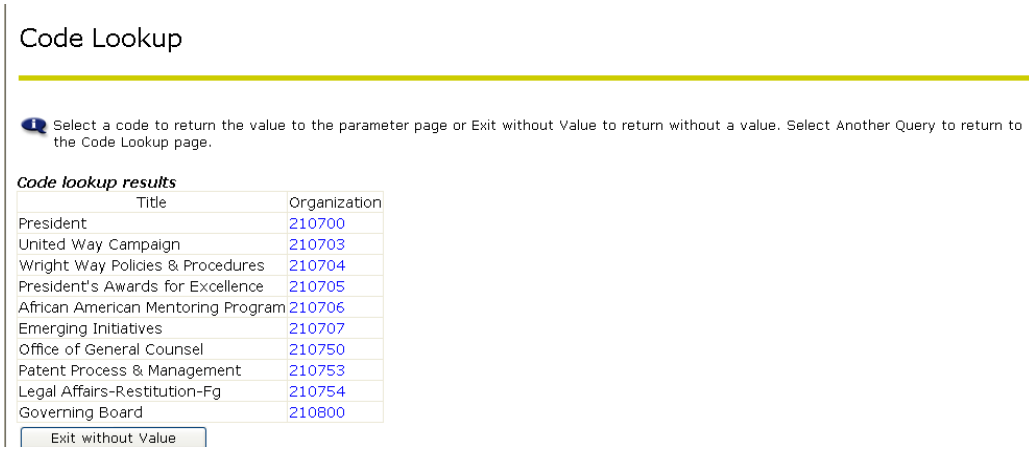 Code Lookup
Select a code to return the value to the parameter page or Exit without Value to return without a value. Select Another Query to return to
the Code Lookup page.
Code lookup results
Title Organization
President 210700
United Way Campaign 210703
Wright Way Policies & Procedures 210704
President's Awards for Excellence 210705
African American Mentoring Program 210706
Emerging Initiatives 210707
Office of General Counsel 210750
Patent Process & Management 210753
Legal Affairs-Restitution-Fg 210754
Governing Board 210800
Exit without Value